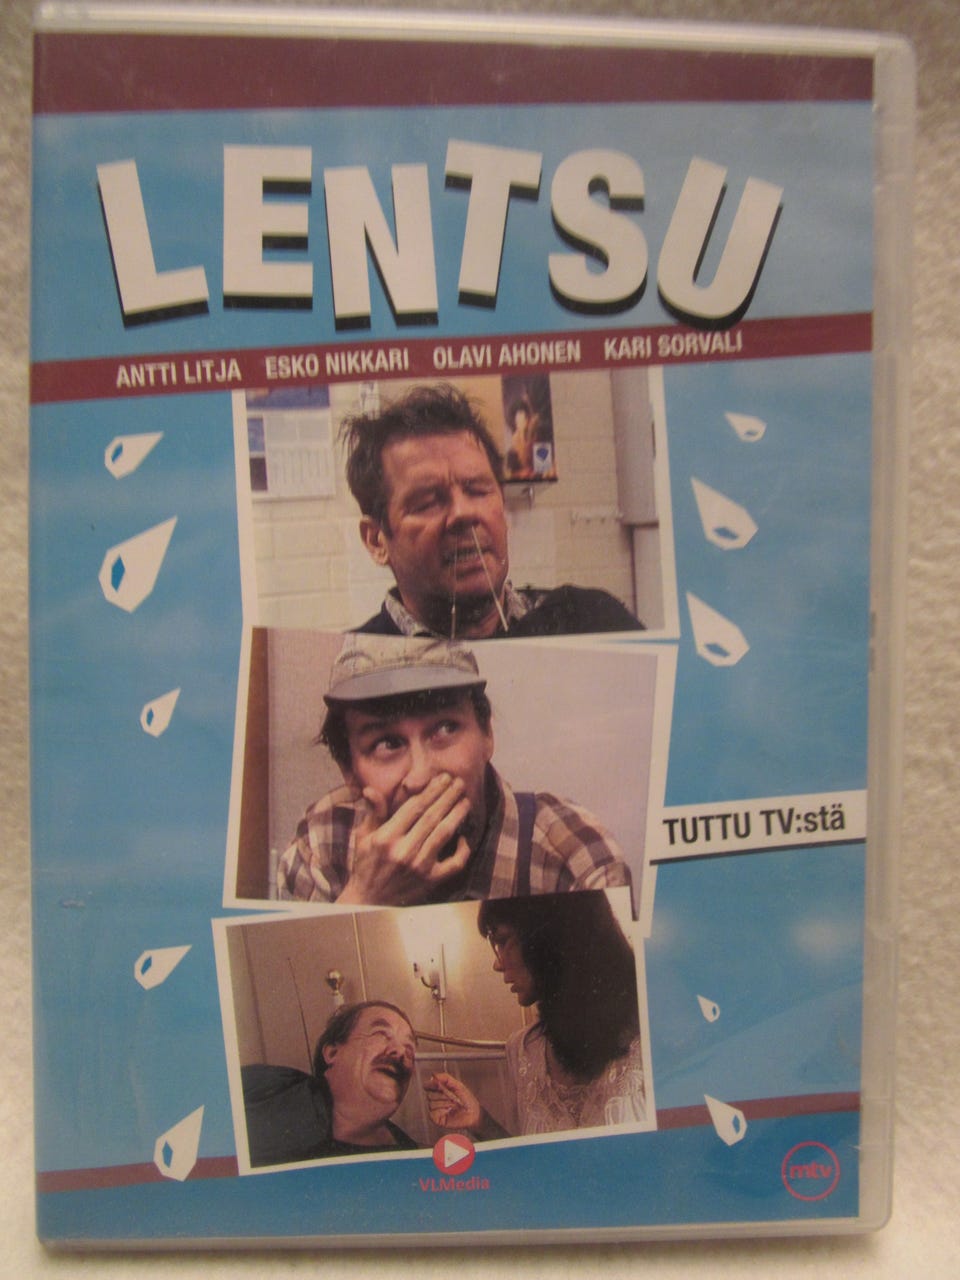 LENTSU
ANTTI LITJA ESKO NIKKARI OLAVI AHONEN KARI SORVALI
TUTTU TV:stä
VLMedia
mtv